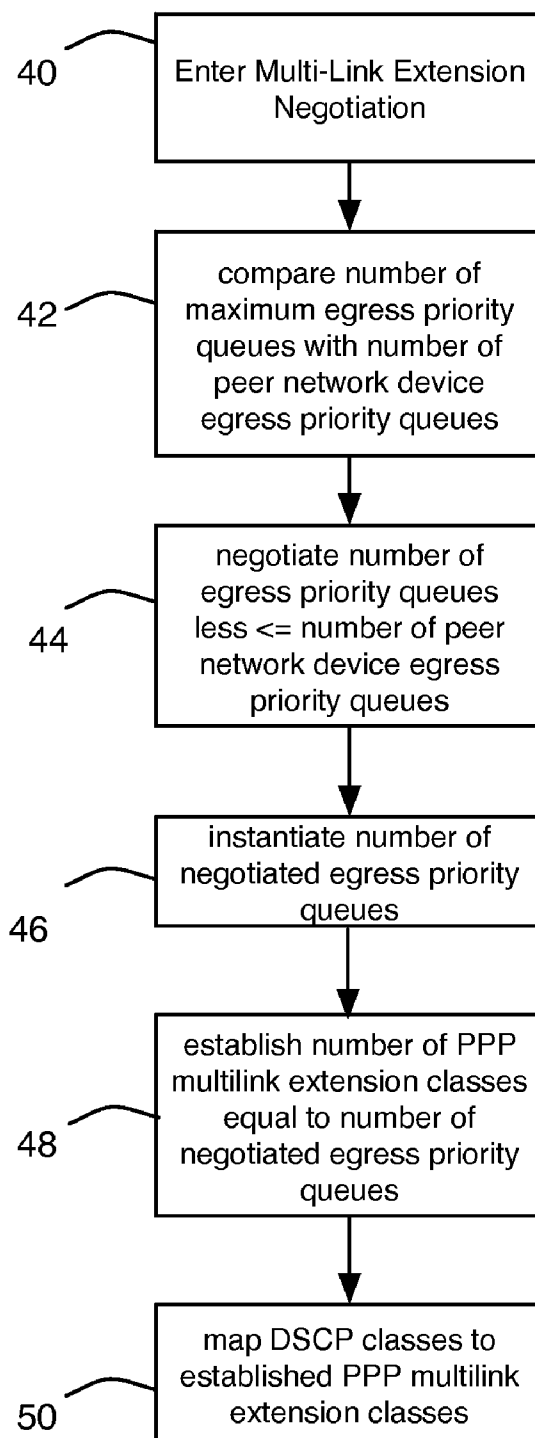 40
Enter Multi-Link Extension
Negotiation
42
compare number of
maximum egress priority
queues with number of
peer network device
egress priority queues
44
negotiate number of
egress priority queues
less <= number of peer
network device egress
priority queues
46
instantiate number of
negotiated egress priority
queues
48
establish number of PPP
multilink extension classes
equal to number of
negotiated egress priority
queues
50
map DSCP classes to
established PPP multilink
extension classes